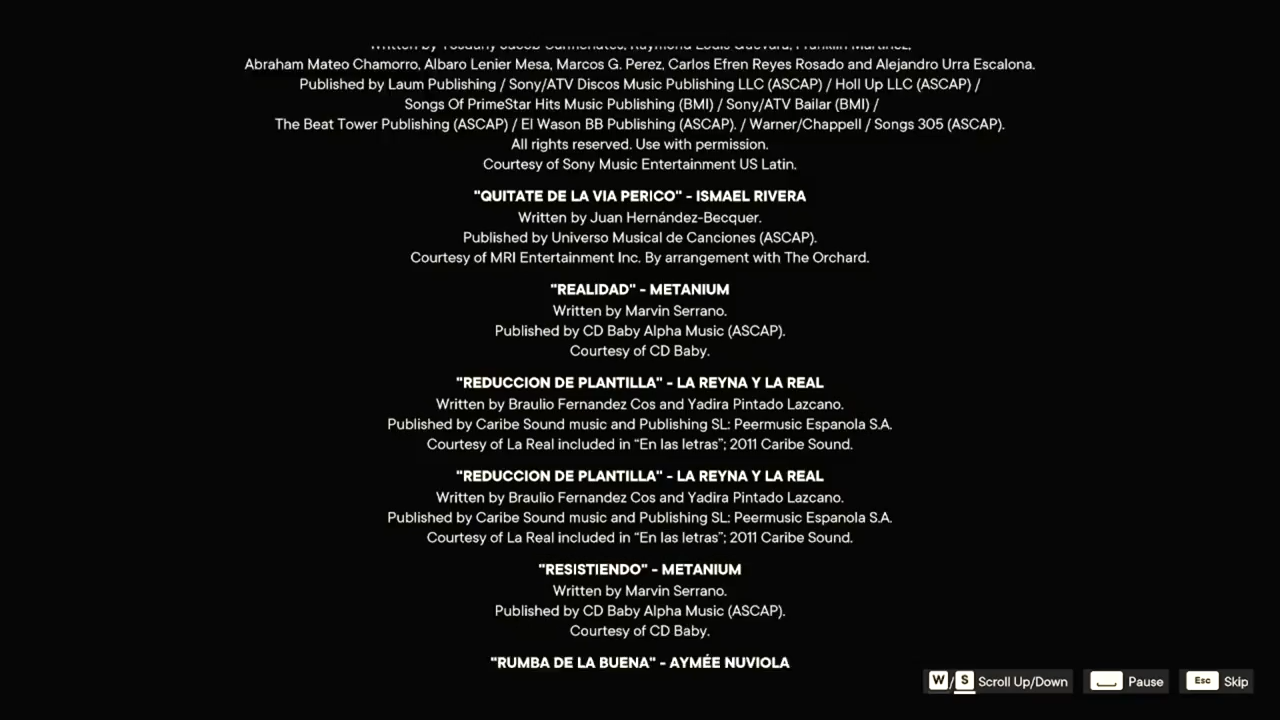 Abraham Mateo Chamorro, Albaro Lenier Mesa, Marcos G. Perez, Carlos Efren Reyes Rosado and Alejandro Urra Escalona.
Published by Laum Publishing / Sony/ATV Discos Music Publishing LLC (ASCAP) / Holl Up LLC (ASCAP) /
Songs Of PrimeStar Hits Music Publishing (BMI) / Sony/ATV Bailar (BMI) /
The Beat Tower Publishing (ASCAP) / El Wason BB Publishing (ASCAP). / Warner/Chappell / Songs 305 (ASCAP).
All rights reserved. Use with permission.
Courtesy of Sony Music Entertainment US Latin.
"QUITATE DE LA VIA PERICO" - ISMAEL RIVERA
Written by Juan Hernández-Becquer.
Published by Universo Musical de Canciones (ASCAP).
Courtesy of MRI Entertainment Inc. By arrangement with The Orchard.
"REALIDAD" - METANIUM
Written by Marvin Serrano.
Published by CD Baby Alpha Music (ASCAP).
Courtesy of CD Baby.
"REDUCCION DE PLANTILLA" - LA REYNA Y LA REAL
Written by Braulio Fernandez Cos and Yadira Pintado Lazcano.
Published by Caribe Sound music and Publishing SL: Peermusic Espanola S.A.
Courtesy of La Real included in “En las letras”; 2011 Caribe Sound.
"REDUCCION DE PLANTILLA" - LA REYNA Y LA REAL
Written by Braulio Fernandez Cos and Yadira Pintado Lazcano.
Published by Caribe Sound music and Publishing SL: Peermusic Espanola S.A.
Courtesy of La Real included in “En las letras”; 2011 Caribe Sound.
"RESISTIENDO" - METANIUM
Written by Marvin Serrano.
Published by CD Baby Alpha Music (ASCAP).
Courtesy of CD Baby.
"RUMBA DE LA BUENA" - AYMÉE NUVIOLA
W / S Scroll Up/Down Pause Esc Skip